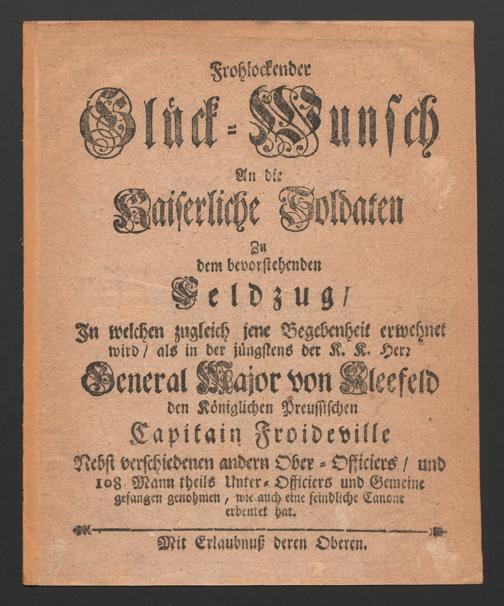 Frohlockender
Glück-Wunsch
An die
Kaiserliche Soldaten
Zu
dem bevorstehenden
Feldzug/
In welchen zugleich jene Begebenheit erwehnet
wird/ als in der jüngstens der K. K. Herr
General Major von Kleefeld
den Königlichen Preussischen
Capitain Froideville
Nebst verschiedenen andern Ober-Officiers/ und
108. Mann theils Unter-Officiers und Gemeine
gefangen genohmen, wie auch eine feindliche Canone
erbeutet hat.
Mit Erlaubnuß deren Oberen.